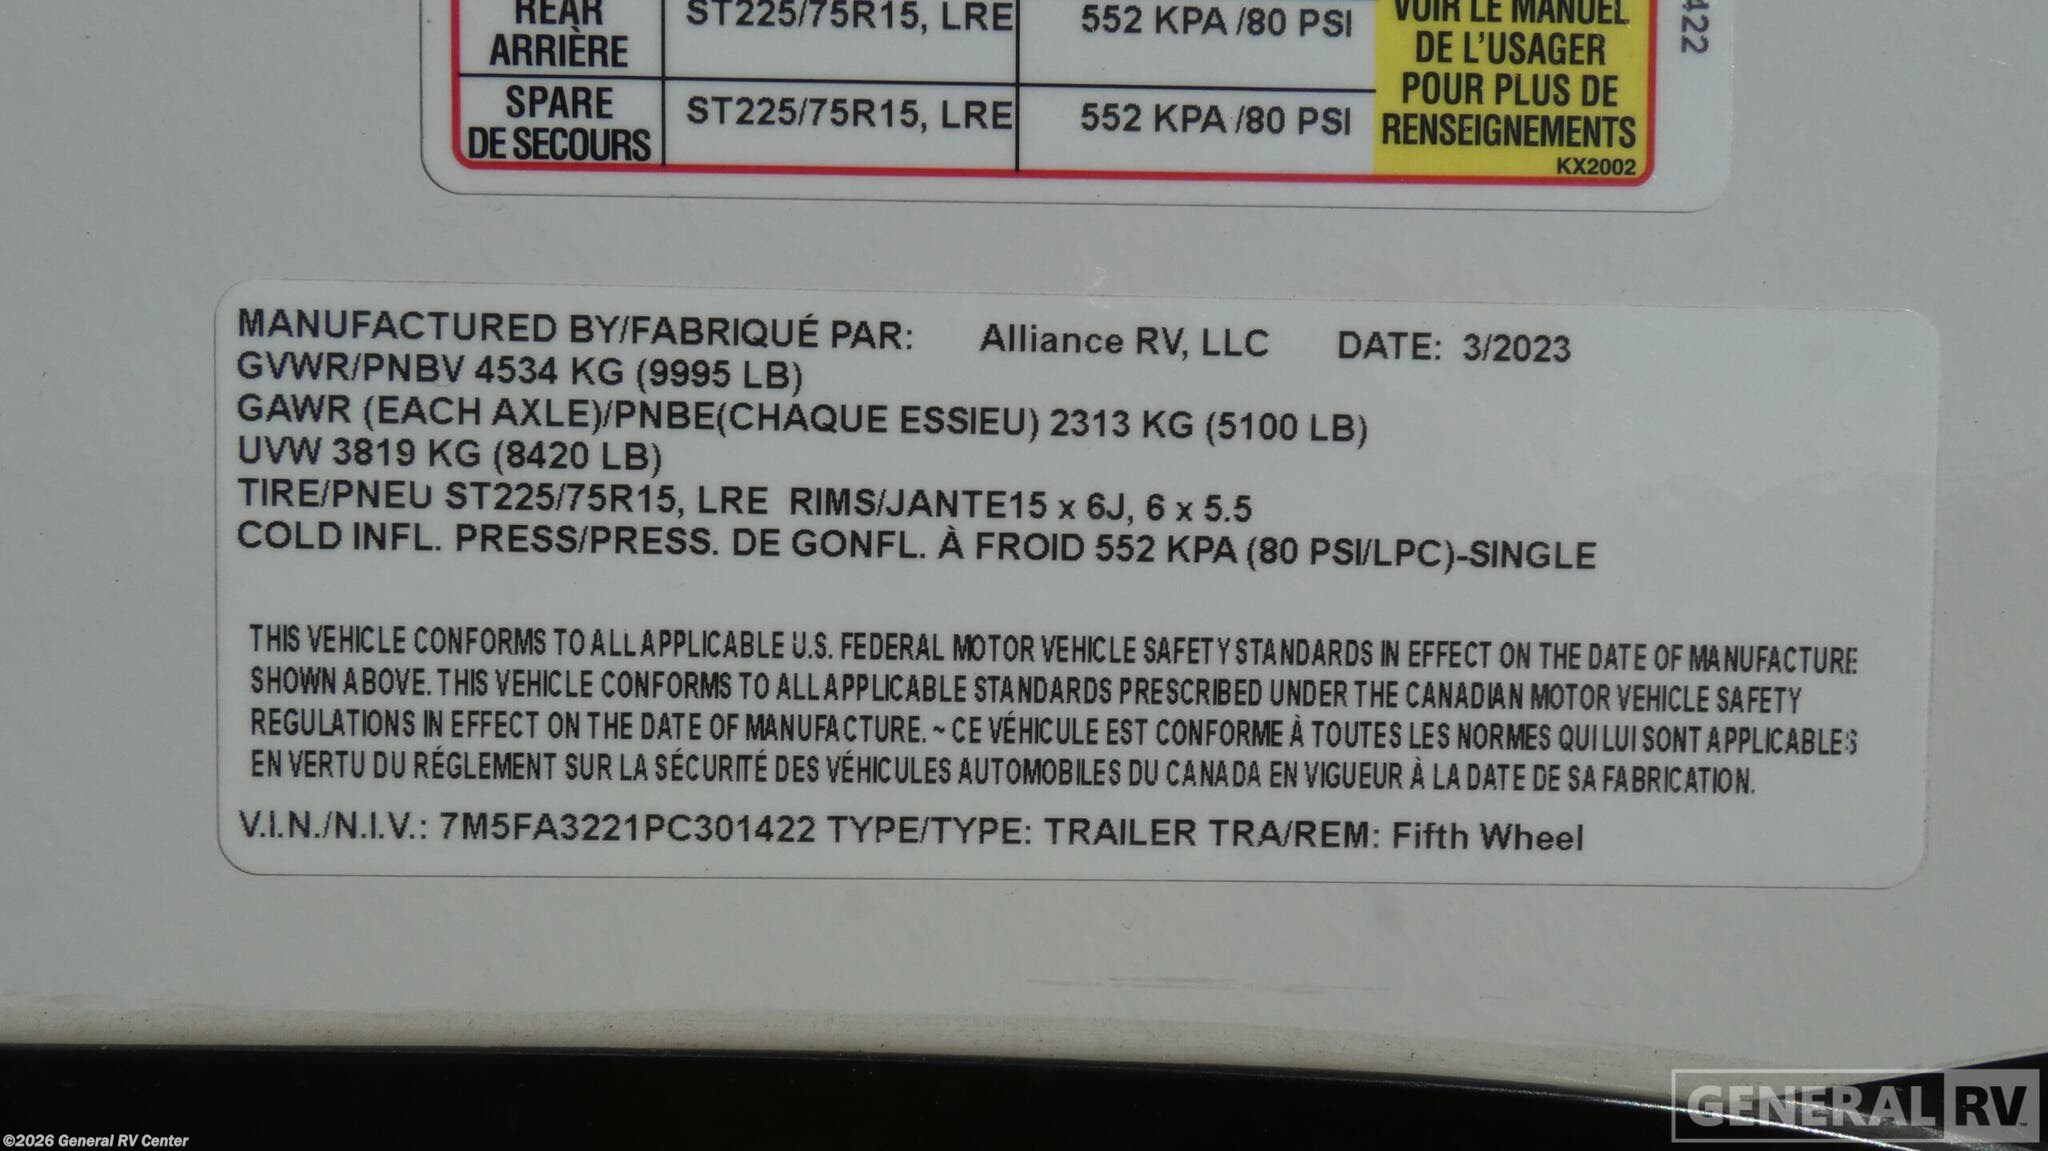 REAR
ARRIÈRE
ST225/75R15, LRE
552 KPA /80 PSI
SPARE
DE SECOURS
ST225/75R15, LRE
552 KPA /80 PSI
VOIR LE MANUEL
DE L'USAGER
POUR PLUS DE
RENSEIGNEMENTS
KX2002
422
MANUFACTURED BY/FABRIQUÉ PAR: Alliance RV, LLC DATE: 3/2023
GVWR/PNBV 4534 KG (9995 LB)
GAWR (EACH AXLE)/PNBE(CHAQUE ESSIEU) 2313 KG (5100 LB)
UVW 3819 KG (8420 LB)
TIRE/PNEU ST225/75R15, LRE RIMS/JANTE15 x 6J, 6 x 5.5
COLD INFL. PRESS/PRESS. DE GONFL. À FROID 552 KPA (80 PSI/LPC)-SINGLE
THIS VEHICLE CONFORMS TO ALL APPLICABLE U.S. FEDERAL MOTOR VEHICLE SAFETY STANDARDS IN EFFECT ON THE DATE OF MANUFACTURE
SHOWN ABOVE. THIS VEHICLE CONFORMS TO ALL APPLICABLE STANDARDS PRESCRIBED UNDER THE CANADIAN MOTOR VEHICLE SAFETY
REGULATIONS IN EFFECT ON THE DATE OF MANUFACTURE. ~ CE VÉHICULE EST CONFORME À TOUTES LES NORMES QUI LUI SONT APPLICABLES
EN VERTU DU RÉGLEMENT SUR LA SÉCURITÉ DES VÉHICULES AUTOMOBILES DU CANADA EN VIGUEUR À LA DATE DE SA FABRICATION.
V.I.N./N.I.V.: 7M5FA3221PC301422 TYPE/TYPE: TRAILER TRA/REM: Fifth Wheel
GENERAL RV
©2026 General RV Center